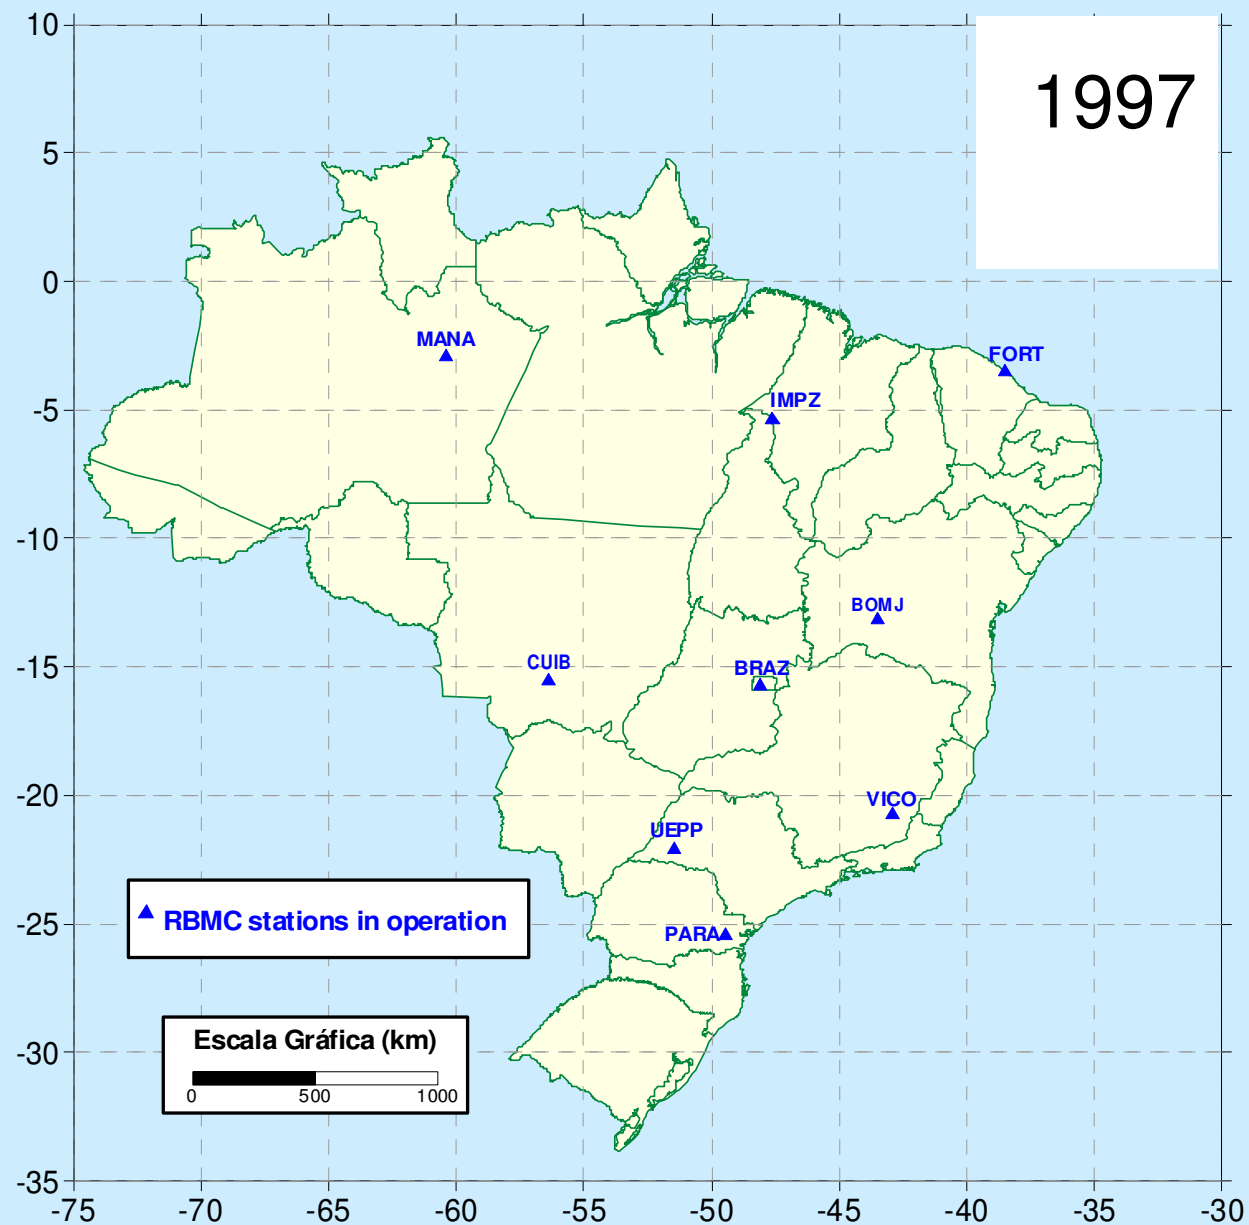 10
1997
5
0
MANA
FORT
-5
IMPZ
-10
BOMJ
-15
CUIB
BRAZ
-20
VICO
UEPP
-25
RBMC stations in operation
PARA
-30
Escala Gráfica (km)
0 500 1000
-35
-75 -70 -65 -60 -55 -50 -45 -40 -35 -30